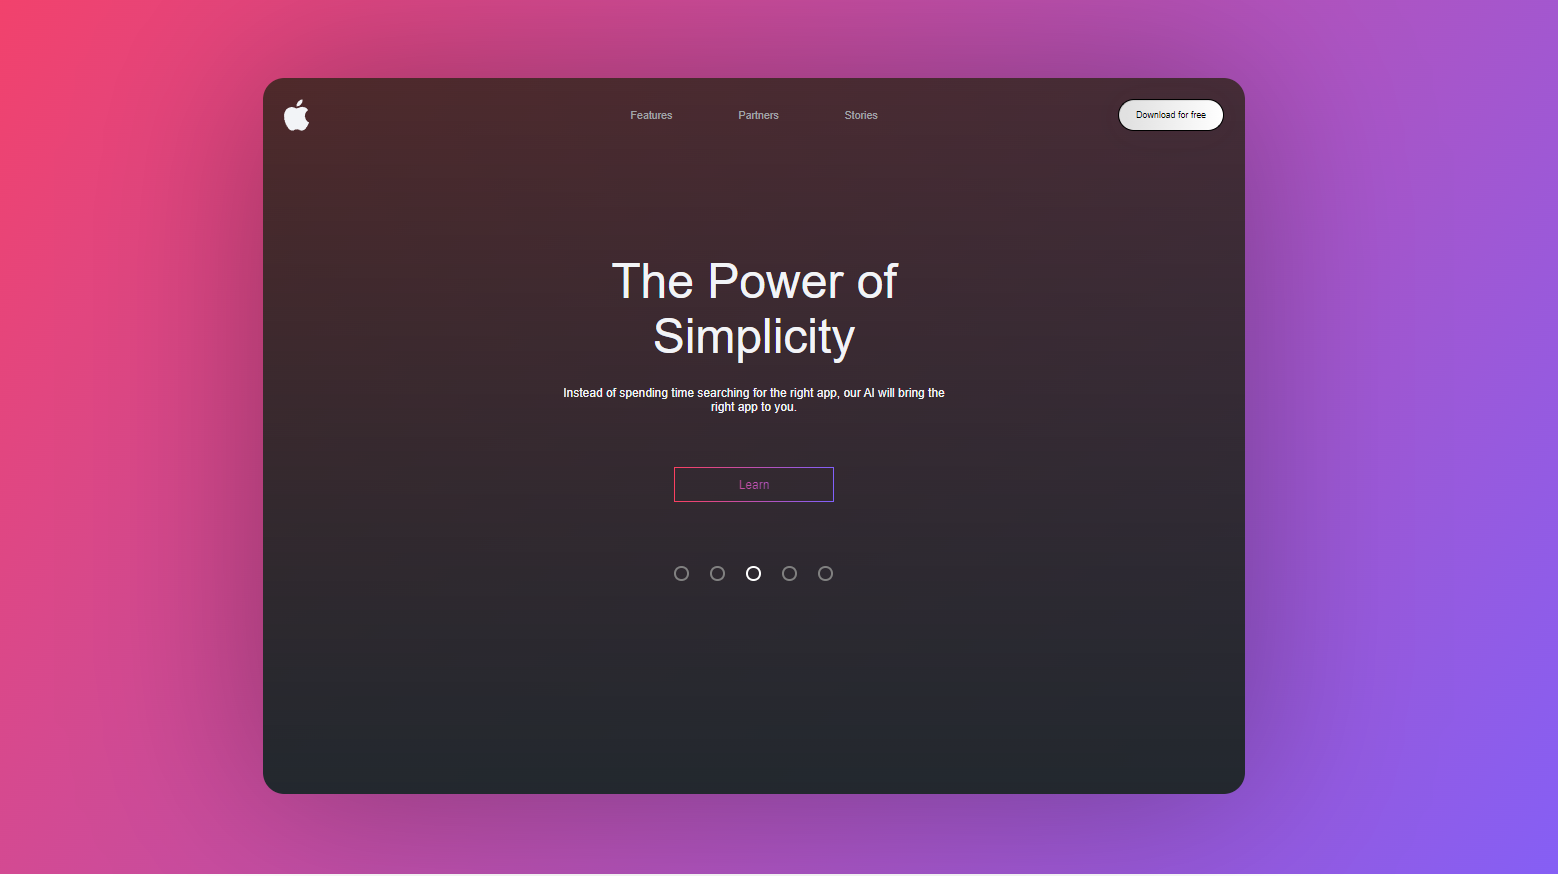 Features
Partners
Stories
Download for free
The Power of
Simplicity
Instead of spending time searching for the right app, our AI will bring the
right app to you.
Learn